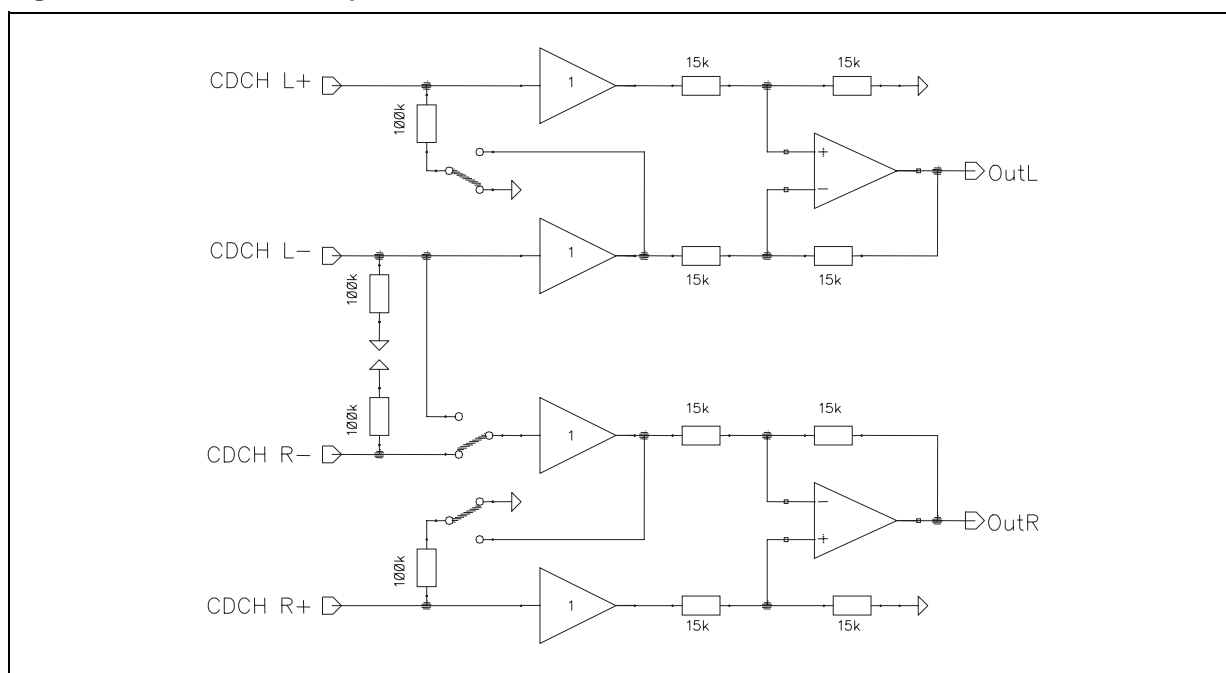 15k 15k
CDCH L+
1
100k
+
OutL
−
CDCH L−
1
15k 15k
100k
100k
15k 15k
1
CDCH R−
−
OutR
+
100k
CDCH R+
1
15k 15k